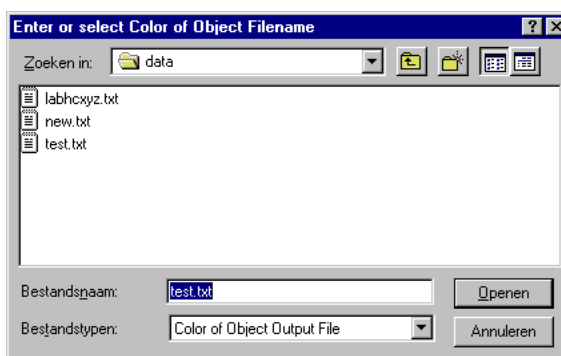 Enter or select Color of Object Filename
Zoeken in: data
labhcxyz.txt
new.txt
test.txt
Bestandsnaam: test.txt Openen
Bestandstypen: Color of Object Output File Annuleren